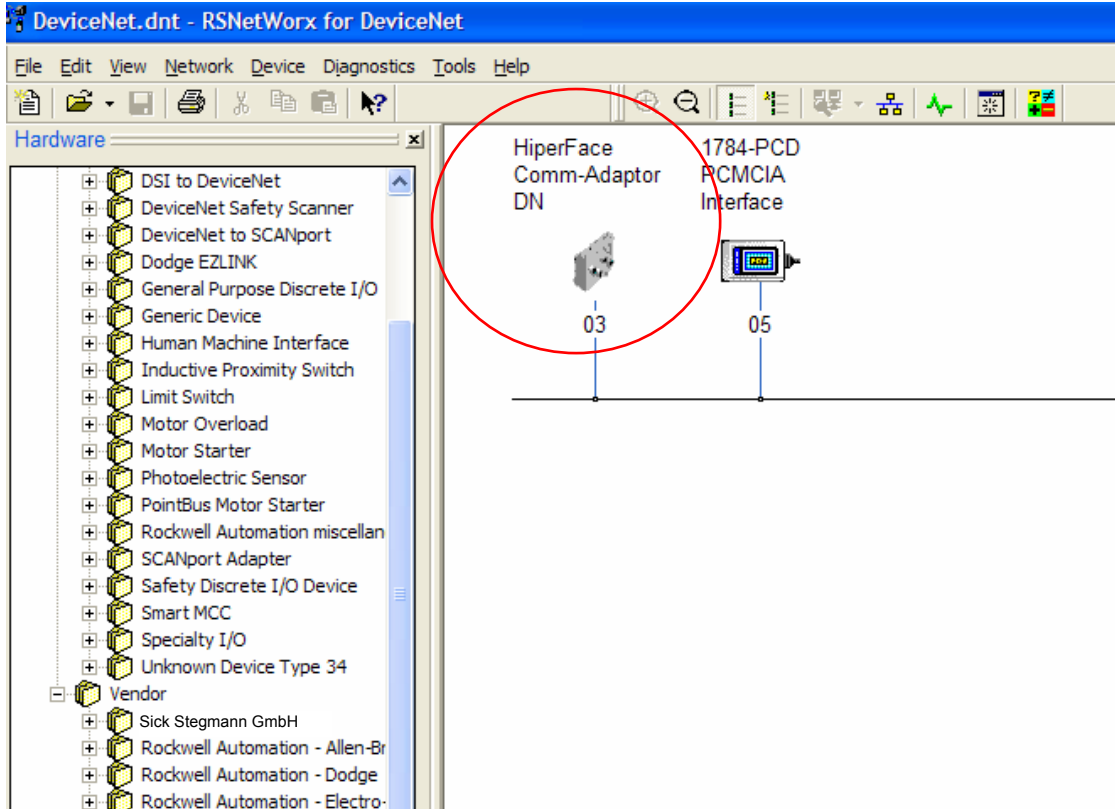 DeviceNet.dnt - RSNetWorx for DeviceNet
File Edit View Network Device Diagnostics Tools Help
Hardware
DSI to DeviceNet
DeviceNet Safety Scanner
DeviceNet to SCANport
Dodge EZLINK
General Purpose Discrete I/O
Generic Device
Human Machine Interface
Inductive Proximity Switch
Limit Switch
Motor Overload
Motor Starter
Photoelectric Sensor
PointBus Motor Starter
Rockwell Automation miscellan
SCANport Adapter
Safety Discrete I/O Device
Smart MCC
Specialty I/O
Unknown Device Type 34
Vendor
Sick Stegmann GmbH
Rockwell Automation - Allen-Br
Rockwell Automation - Dodge
Rockwell Automation - Electro-
HiperFace
Comm-Adaptor
DN
03
1784-PCD
PCMCIA
Interface
05